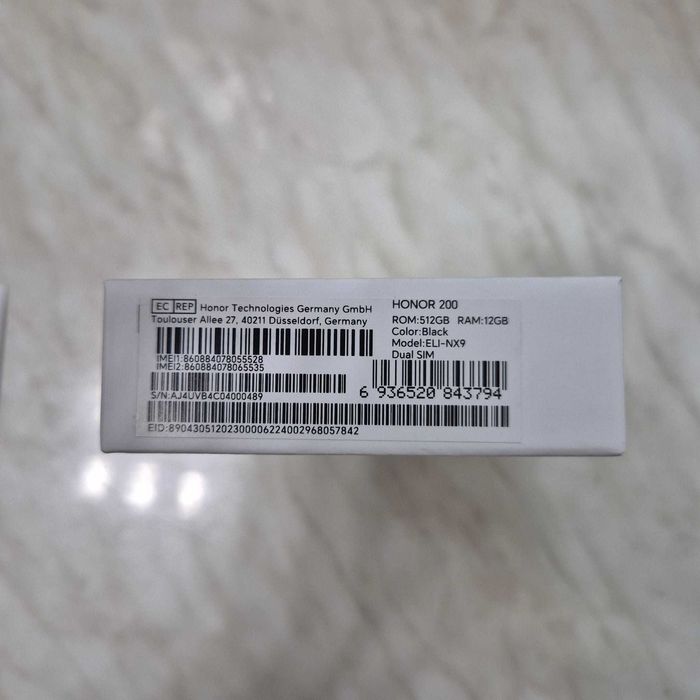 EC REP Honor Technologies Germany GmbH
Toulouser Allee 27, 40211 Düsseldorf, Germany
IMEI1:860884078055528
IMEI2:860884078065535
S/N:AJ4UVB4C04000489
EID:89043051202300006224002968057842
HONOR 200
ROM:512GB RAM:12GB
Color:Black
Model:ELI-NX9
Dual SIM
6 936520 843794